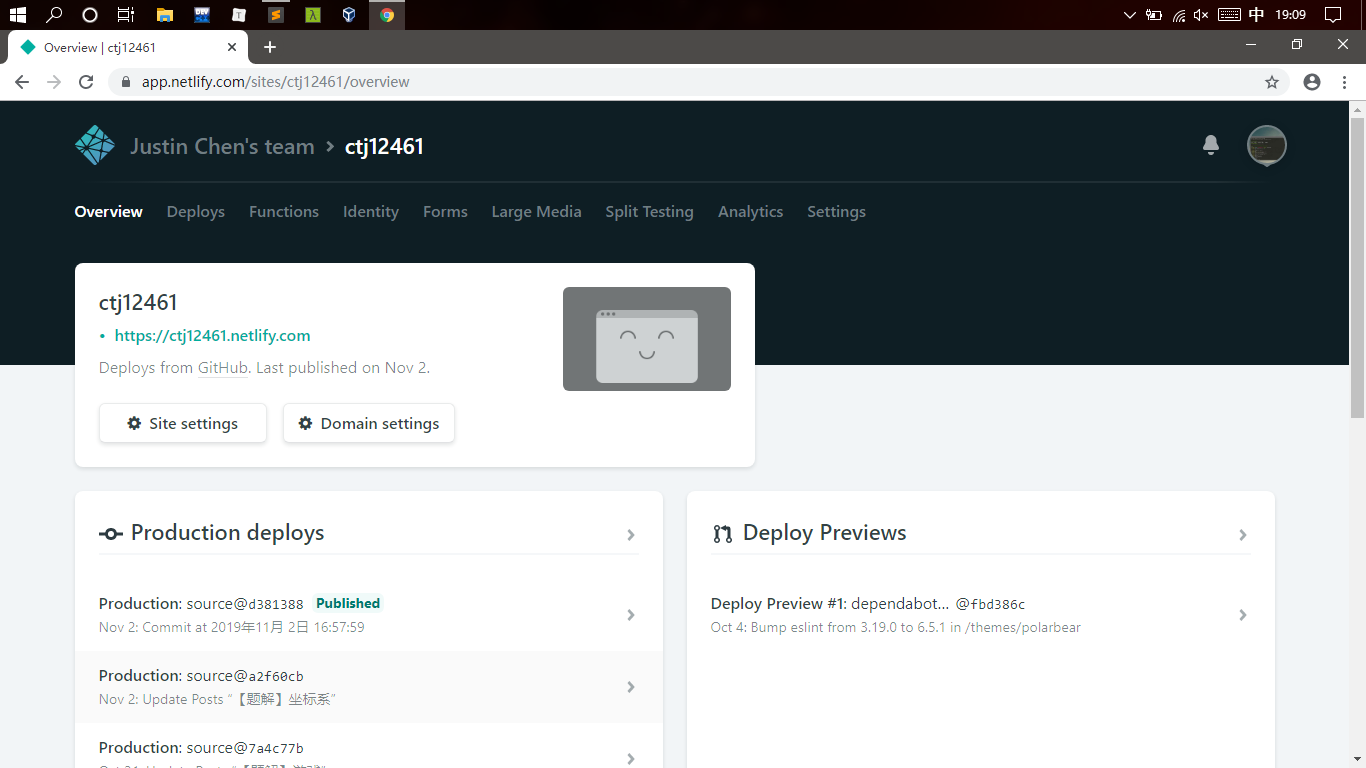 中 19:09
Overview | ctj12461
app.netlify.com/sites/ctj12461/overview
Justin Chen's team ctj12461
Overview Deploys Functions Identity Forms Large Media Split Testing Analytics Settings
ctj12461
• https://ctj12461.netlify.com
Deploys from GitHub. Last published on Nov 2.
Site settings Domain settings
Production deploys
Production: source@d381388 Published
Nov 2: Commit at 2019年11月 2日 16:57:59
Production: source@a2f60cb
Nov 2: Update Posts “【题解】坐标系”
Production: source@7a4c77b
Deploy Previews
Deploy Preview #1: dependabot... @fbd386c
Oct 4: Bump eslint from 3.19.0 to 6.5.1 in /themes/polarbear